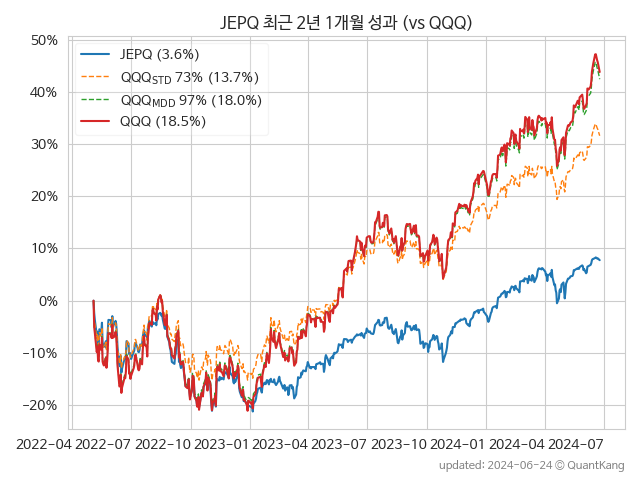 JEPQ 최근 2년 1개월 성과 (vs QQQ)
50%
40%
30%
20%
10%
0%
−10%
−20%
JEPQ (3.6%)
QQQSTD 73% (13.7%)
QQQMDD 97% (18.0%)
QQQ (18.5%)
2022-04 2022-07 2022-10 2023-01 2023-04 2023-07 2023-10 2024-01 2024-04 2024-07
updated: 2024-06-24 © QuantKang